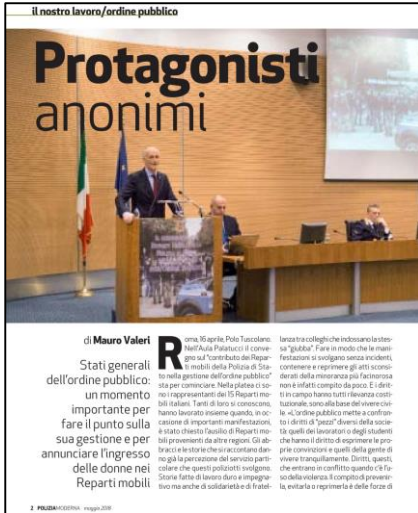 il nostro lavoro/ordine pubblico
Protagonisti
anonimi
di Mauro Valeri
Stati generali
dell'ordine pubblico:
un momento
importante per
fare il punto sulla
sua gestione e per
annunciare l'ingresso
delle donne nei
Reparti mobili
Roma, 16 aprile, Polo Tuscolano.
Nell'Aula Palatucci il conve-
gno sul "contributo dei Repar-
ti mobili della Polizia di Sta-
to nella gestione dell'ordine pubblico"
sta per cominciare. Nella platea ci so-
no i rappresentanti dei 15 Reparti mo-
bili italiani. Tanti di loro si conoscono,
hanno lavorato insieme quando, in oc-
casione di importanti manifestazioni,
è stato chiesto l'ausilio di Reparti mo-
bili provenienti da altre regioni. Gli ab-
bracci e le storie che si raccontano dan-
no già la percezione del servizio parti-
colare che questi poliziotti svolgono.
Storie fatte di lavoro duro e impegna-
tivo ma anche di solidarietà e di fratel-
lanza tra colleghi che indossano la stes-
sa "giubba". Fare in modo che le mani-
festazioni si svolgano senza incidenti,
contenere e reprimere gli atti sconsi-
derati della minoranza più facinorosa
non è infatti compito da poco. E i dirit-
ti in campo hanno tutti rilevanza costi-
tuzionale, sono alla base del vivere civi-
le. «L'ordine pubblico mette a confron-
to i diritti di "pezzi" diversi della socie-
tà: quelli dei lavoratori o degli studenti
che hanno il diritto di esprimere le pro-
prie convinzioni e quelli della gente di
vivere tranquillamente. Diritti, questi,
che entrano in conflitto quando c'è l'u-
so della violenza. Il compito di preveni-
rla, evitarla o reprimerla è delle forze di
2 POLIZIAMODERNA - maggio 2018